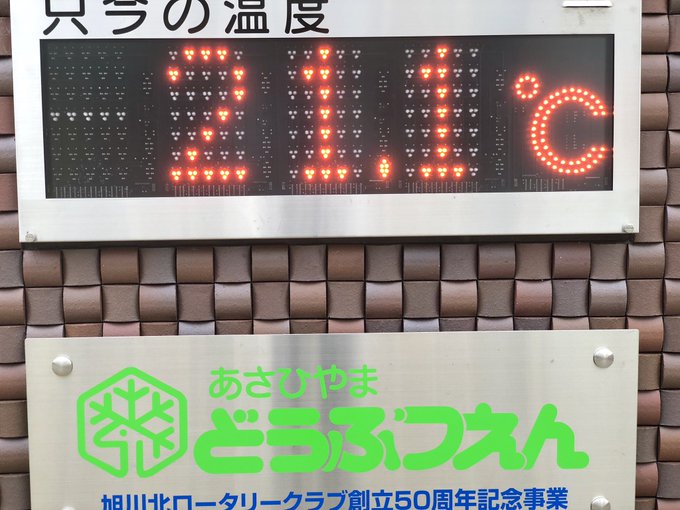 只今の温度
21.1℃
あさひやま
どうぶつえん
旭川北ロータリークラブ創立50周年記念事業